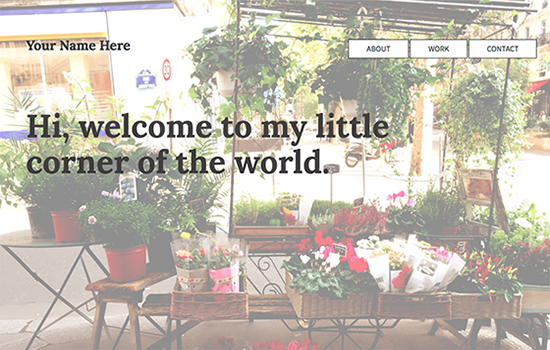 Your Name Here
ABOUT
WORK
CONTACT
Hi, welcome to my little
corner of the world.